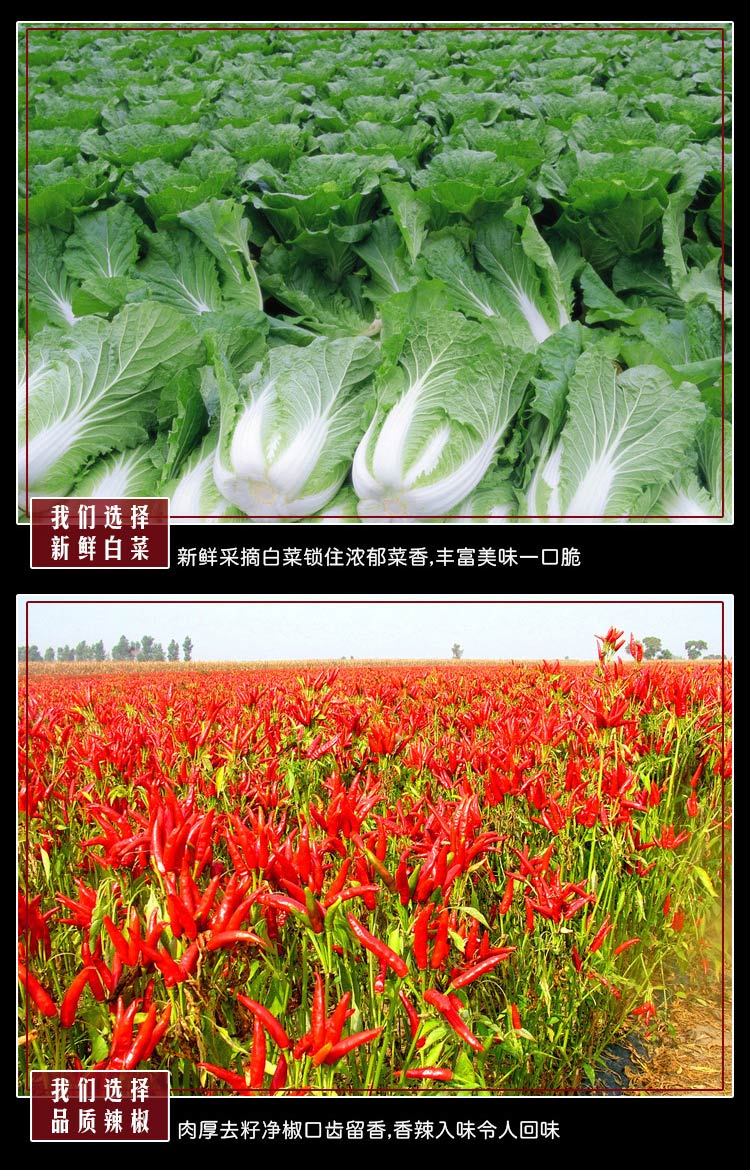 我们选择
新鲜白菜
新鲜采摘白菜锁住浓郁菜香,丰富美味一口脆
我们选择
品质辣椒
肉厚去籽净椒口齿留香,香辣入味令人回味